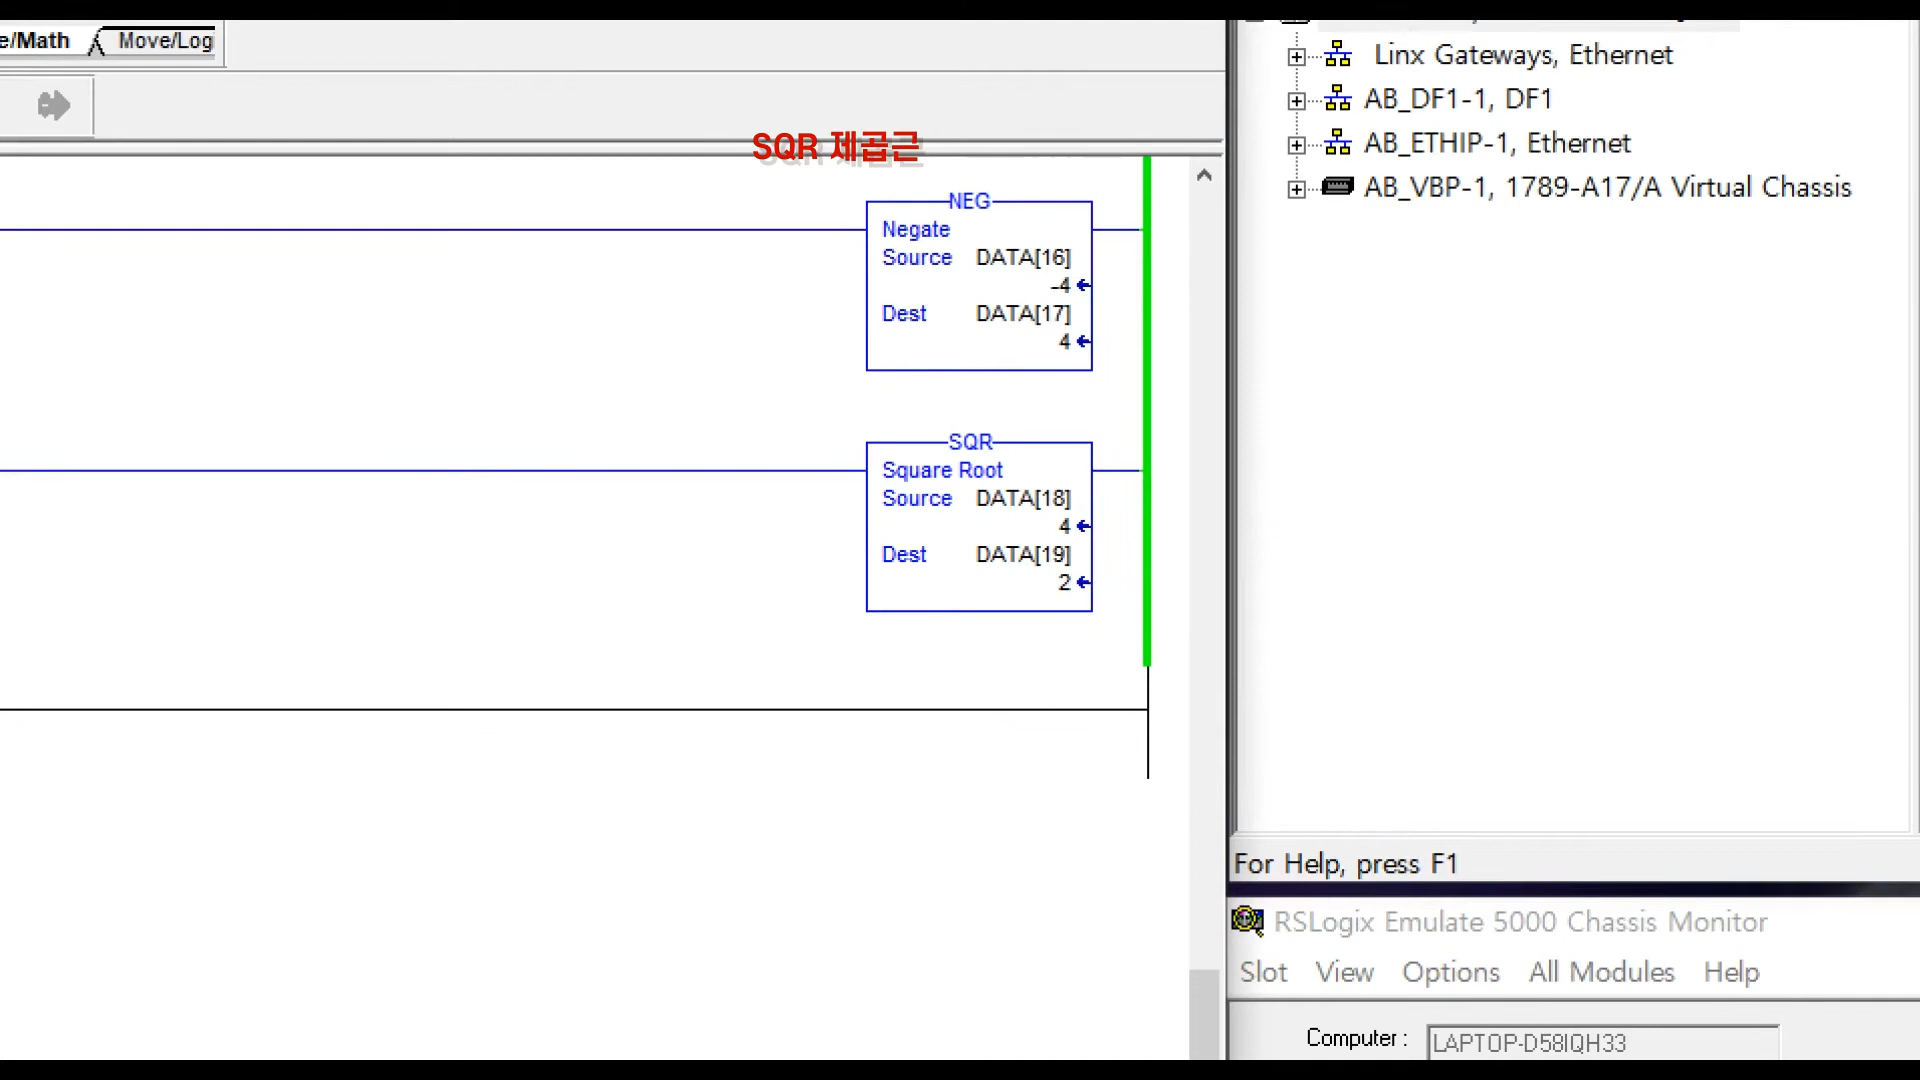 e/Math
Move/Log
SQR 제곱근
NEG
Negate
Source DATA[16]
-4
Dest DATA[17]
4
SQR
Square Root
Source DATA[18]
4
Dest DATA[19]
2
Linx Gateways, Ethernet
AB_DF1-1, DF1
AB_ETHIP-1, Ethernet
AB_VBP-1, 1789-A17/A Virtual Chassis
For Help, press F1
RSLogix Emulate 5000 Chassis Monitor
Slot View Options All Modules Help
Computer : LAPTOP-D58IQH33